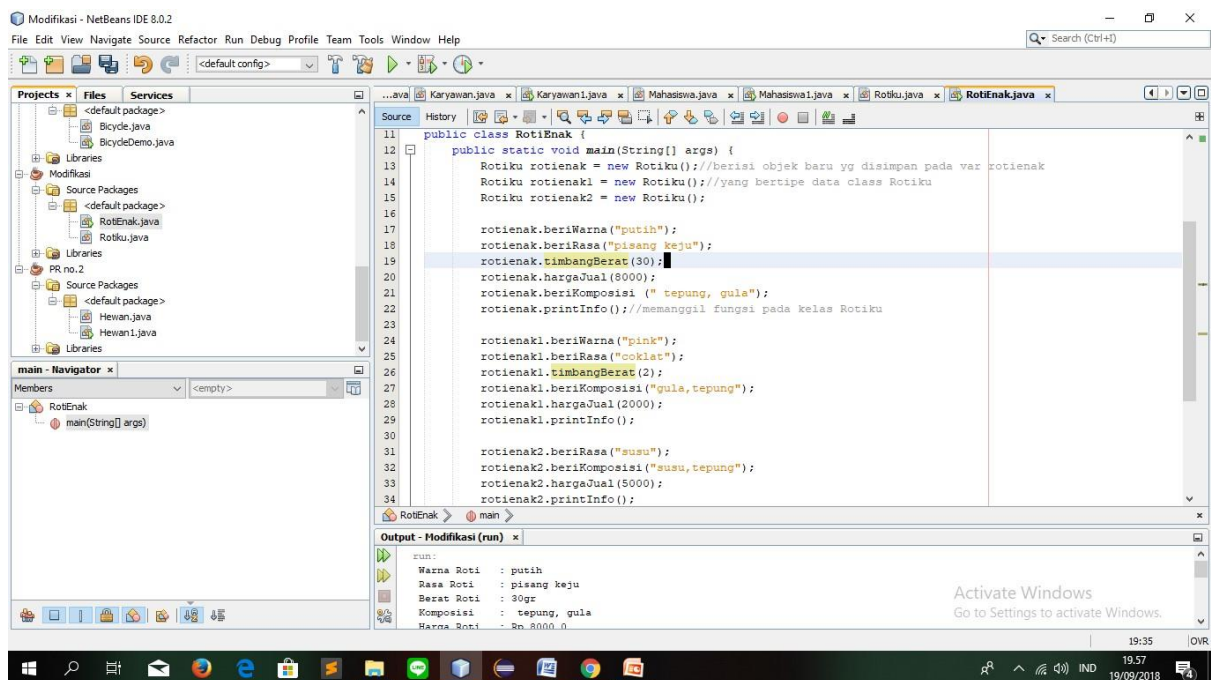 Modifikasi - NetBeans IDE 8.0.2
File Edit View Navigate Source Refactor Run Debug Profile Team Tools Window Help
Search (Ctrl+I)
<default config>
Projects Files Services
<default package>
Bicycle.java
BicycleDemo.java
Libraries
Modifikasi
Source Packages
<default package>
RotiEnak.java
Rotiku.java
Libraries
PR no.2
Source Packages
<default package>
Hewan.java
Hewan1.java
Libraries
main - Navigator
Members <empty>
RotiEnak
main(String[] args)
...ava Karyawan.java Karyawan1.java Mahasiswa.java Mahasiswa1.java Rotiku.java RotiEnak.java
Source History
11 public class RotiEnak {
12 public static void main(String[] args) {
13 Rotiku rotienak = new Rotiku();//berisi objek baru yg disimpan pada var rotienak
14 Rotiku rotienak1 = new Rotiku();//yang bertipe data class Rotiku
15 Rotiku rotienak2 = new Rotiku();
16
17 rotienak.beriWarna("putih");
18 rotienak.beriRasa("pisang keju");
19 rotienak.timbangBerat(30);
20 rotienak.hargaJual(8000);
21 rotienak.beriKomposisi (" tepung, gula");
22 rotienak.printInfo();//memanggil fungsi pada kelas Rotiku
23
24 rotienak1.beriWarna("pink");
25 rotienak1.beriRasa("coklat");
26 rotienak1.timbangBerat(2);
27 rotienak1.beriKomposisi("gula,tepung");
28 rotienak1.hargaJual(2000);
29 rotienak1.printInfo();
30
31 rotienak2.beriRasa("susu");
32 rotienak2.beriKomposisi("susu,tepung");
33 rotienak2.hargaJual(5000);
34 rotienak2.printInfo();
RotiEnak main
Output - Modifikasi (run)
run:
Warna Roti : putih
Rasa Roti : pisang keju
Berat Roti : 30gr
Komposisi : tepung, gula
Harga Roti : Rp 8000.0
Activate Windows
Go to Settings to activate Windows.
19:35 OVR
IND
19.57
19/09/2018